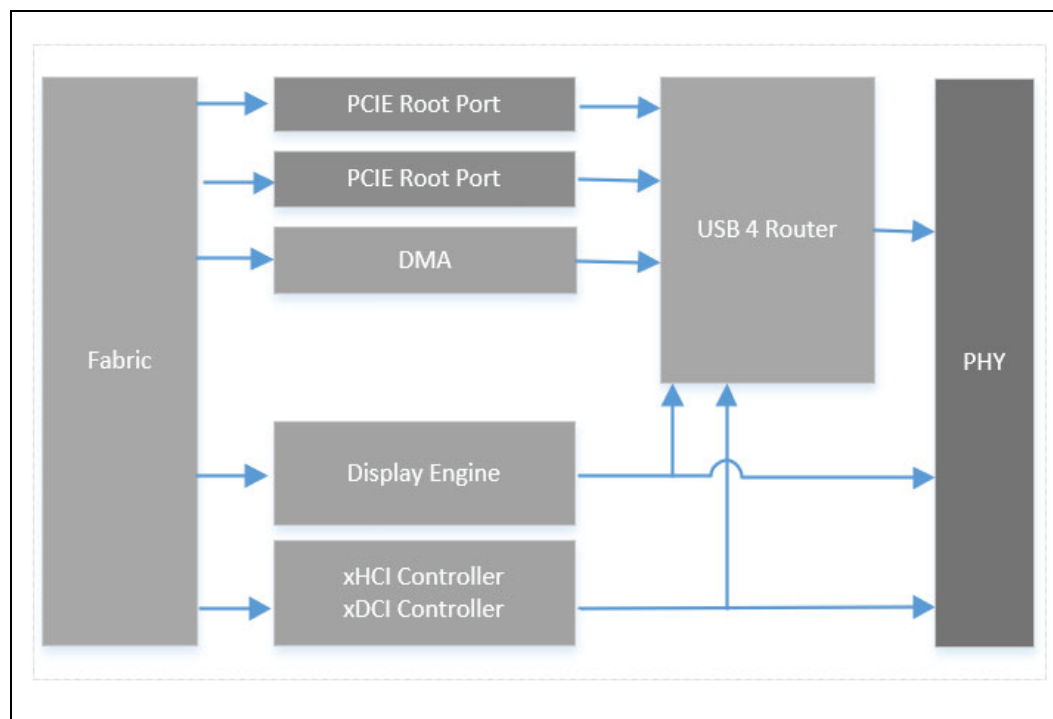 Fabric
PCIE Root Port
PCIE Root Port
DMA
Display Engine
xHCI Controller
xDCI Controller
USB 4 Router
PHY